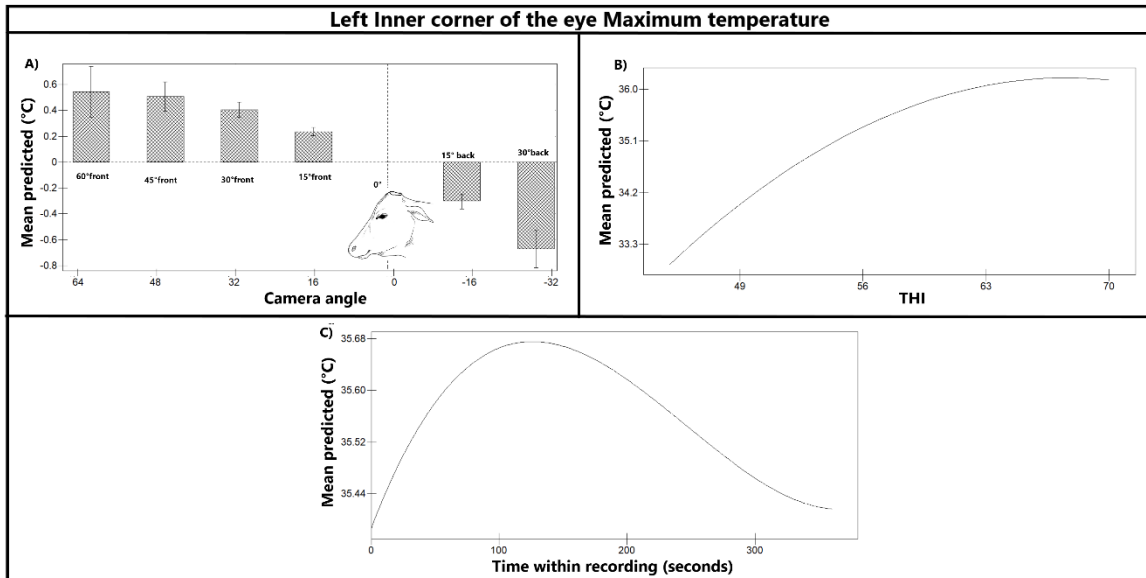 Left Inner corner of the eye Maximum temperature
A)
Mean predicted (°C)
0.6
0.4
0.2
0
-0.2
-0.4
-0.6
-0.8
60°front
45°front
30°front
15°front
0°
15° back
30°back
64
48
32
16
0
-16
-32
Camera angle
B)
Mean predicted (°C)
36.0
35.1
34.2
33.3
49
56
63
70
THI
C)
Mean predicted (°C)
35.68
35.60
35.52
35.44
0
100
200
300
Time within recording (seconds)